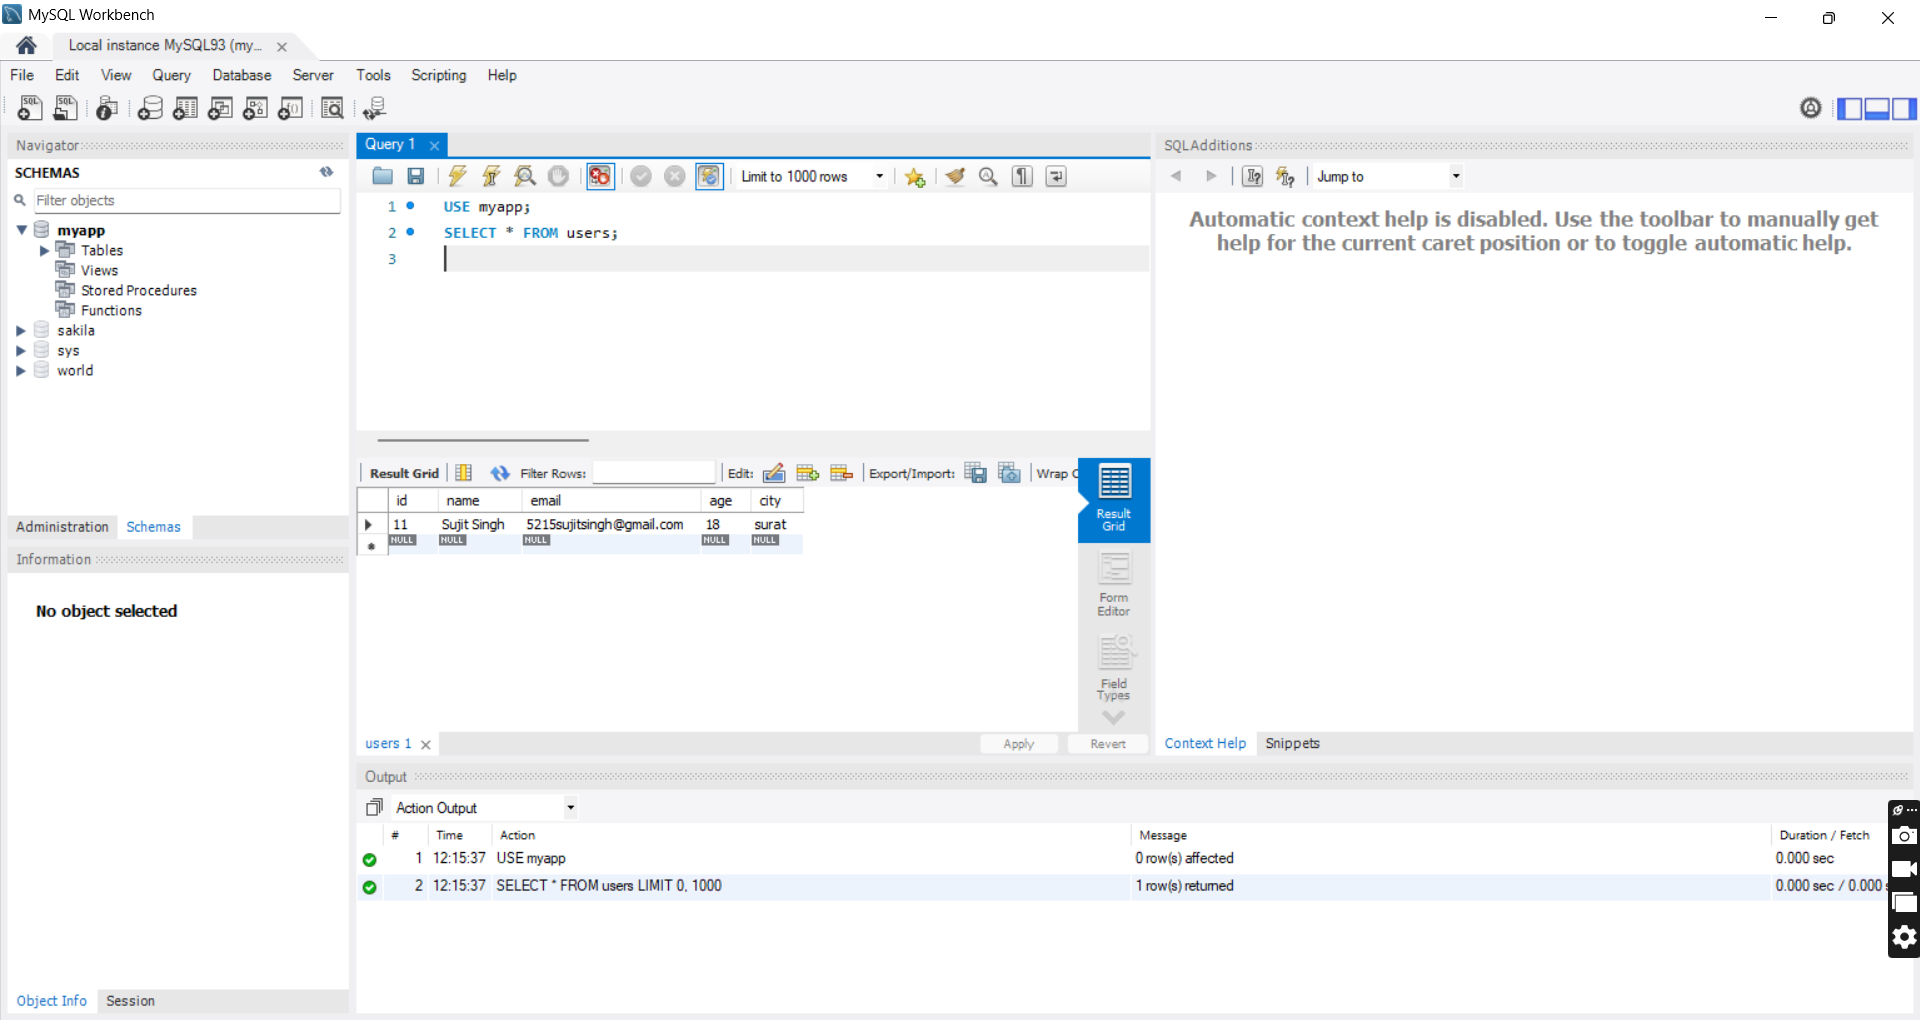 MySQL Workbench
Local instance MySQL93 (my...
File Edit View Query Database Server Tools Scripting Help
Navigator
SCHEMAS
Filter objects
myapp
Tables
Views
Stored Procedures
Functions
sakila
sys
world
Administration Schemas
Information
No object selected
Object Info Session
Query 1
Limit to 1000 rows
1 USE myapp;
2 SELECT * FROM users;
3
Result Grid Filter Rows: Edit: Export/Import: Wrap C
id name email age city
11 Sujit Singh 5215sujitsingh@gmail.com 18 surat
NULL NULL NULL NULL NULL
Result
Grid
Form
Editor
Field
Types
users 1 Apply Revert
SQLAdditions
Jump to
Automatic context help is disabled. Use the toolbar to manually get
help for the current caret position or to toggle automatic help.
Context Help Snippets
Output
Action Output
# Time Action Message Duration / Fetch
1 12:15:37 USE myapp 0 row(s) affected 0.000 sec
2 12:15:37 SELECT * FROM users LIMIT 0, 1000 1 row(s) returned 0.000 sec / 0.000